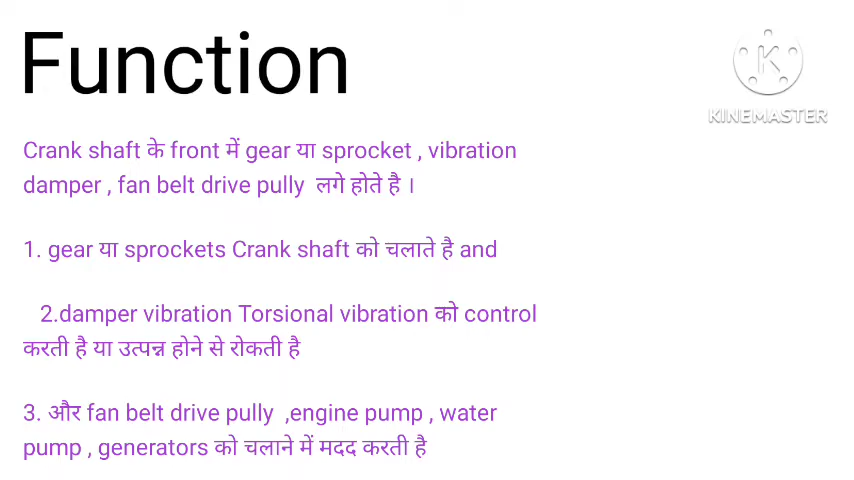 Function
KINEMASTER
Crank shaft के front में gear या sprocket , vibration
damper , fan belt drive pully लगे होते है ।
1. gear या sprockets Crank shaft को चलाते है and
2.damper vibration Torsional vibration को control
करती है या उत्पन्न होने से रोकती है
3. और fan belt drive pully ,engine pump , water
pump , generators को चलाने में मदद करती है